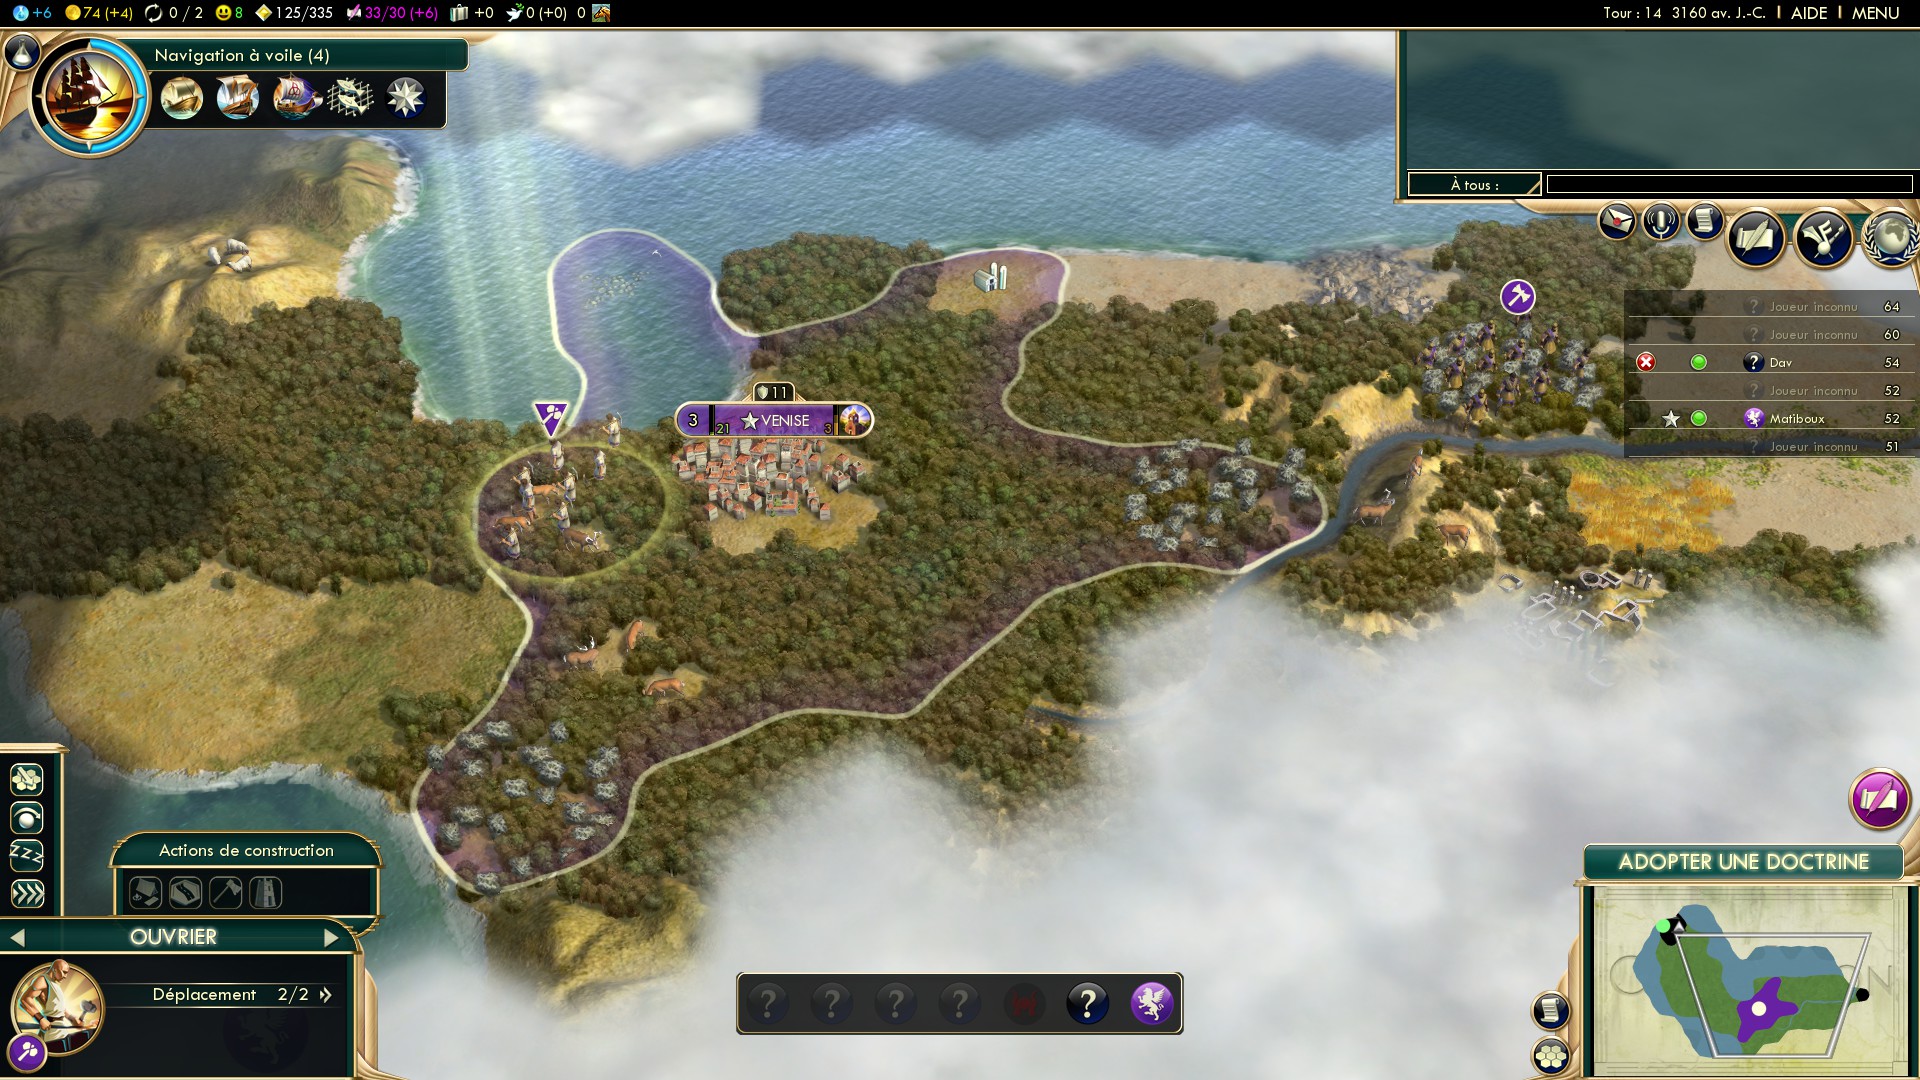 +6 74 (+4) 0 / 2 8 125/335 33/30 (+6) +0 0 (+0) 0 Tour : 14 3160 av. J.-C. | AIDE | MENU
Navigation à voile (4)
À tous :
? Joueur inconnu 64
? Joueur inconnu 60
? Dav 54
? Joueur inconnu 52
Matiboux 52
? Joueur inconnu 51
11
3 21 VENISE 3
ZZZ
Actions de construction
OUVRIER
Déplacement 2/2
? ? ? ? ?
ADOPTER UNE DOCTRINE